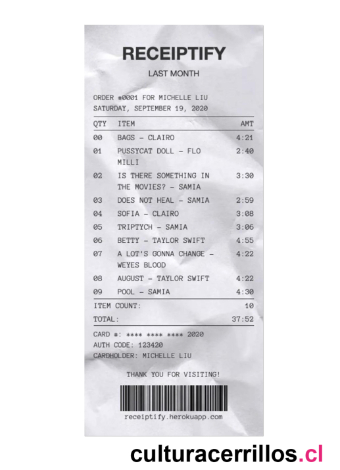 RECEIPTIFY
LAST MONTH
ORDER #0001 FOR MICHELLE LIU
SATURDAY, SEPTEMBER 19, 2020
QTY ITEM AMT
00 BAGS – CLAIRO 4:21
01 PUSSYCAT DOLL – FLO 2:40
MILLI
02 IS THERE SOMETHING IN 3:30
THE MOVIES? – SAMIA
03 DOES NOT HEAL – SAMIA 2:59
04 SOFIA – CLAIRO 3:08
05 TRIPTYCH – SAMIA 3:06
06 BETTY – TAYLOR SWIFT 4:55
07 A LOT'S GONNA CHANGE – 4:22
WEYES BLOOD
08 AUGUST – TAYLOR SWIFT 4:22
09 POOL – SAMIA 4:30
ITEM COUNT: 10
TOTAL: 37:52
CARD #: **** **** **** 2020
AUTH CODE: 123420
CARDHOLDER: MICHELLE LIU
THANK YOU FOR VISITING!
receiptify.herokuapp.com
culturacerrillos.cl